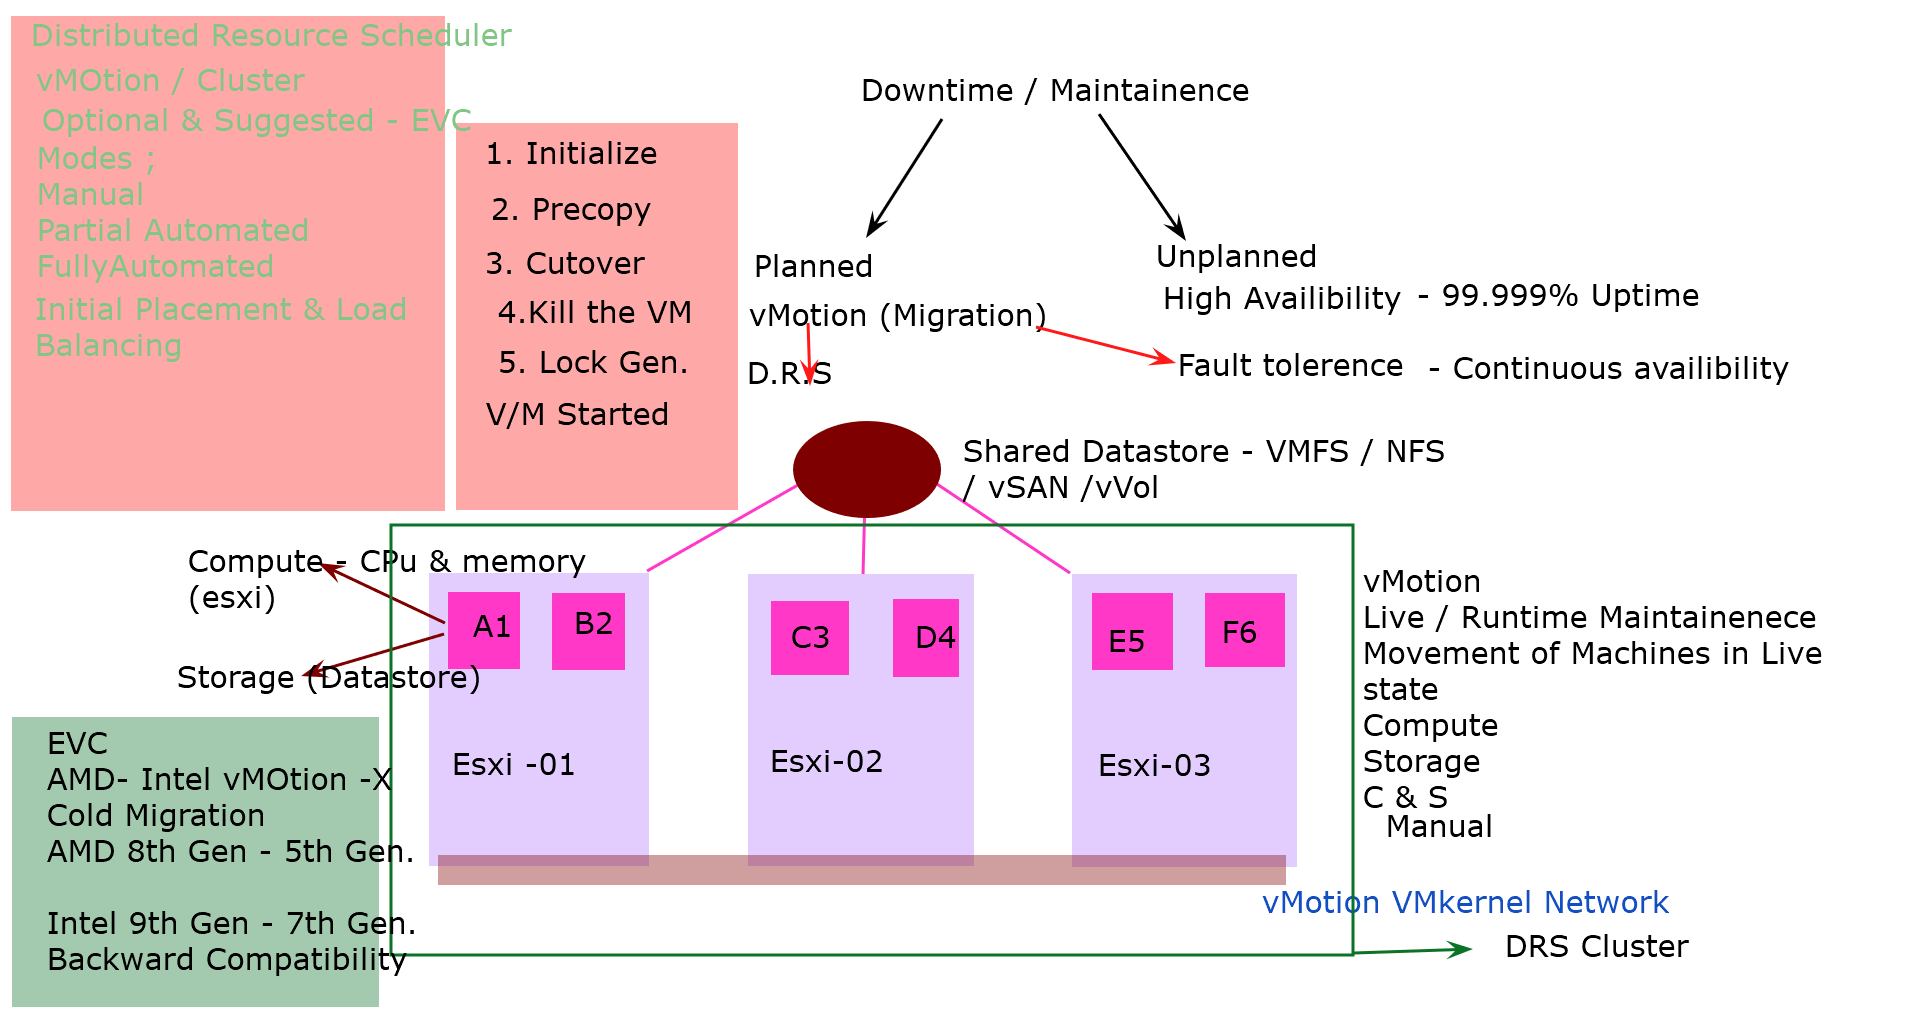 Distributed Resource Scheduler
vMOtion / Cluster
Optional & Suggested - EVC
Modes ;
Manual
Partial Automated
FullyAutomated
Initial Placement & Load
Balancing
1. Initialize
2. Precopy
3. Cutover
4.Kill the VM
5. Lock Gen.
V/M Started
Downtime / Maintainence
Planned
vMotion (Migration)
D.R.S
Unplanned
High Availibility - 99.999% Uptime
Fault tolerence - Continuous availibility
Shared Datastore - VMFS / NFS
/ vSAN /vVol
Compute - CPu & memory
(esxi)
Storage (Datastore)
A1
B2
Esxi -01
C3
D4
Esxi-02
E5
F6
Esxi-03
vMotion
Live / Runtime Maintainenece
Movement of Machines in Live
state
Compute
Storage
C & S
Manual
vMotion VMkernel Network
DRS Cluster
EVC
AMD- Intel vMOtion -X
Cold Migration
AMD 8th Gen - 5th Gen.
Intel 9th Gen - 7th Gen.
Backward Compatibility